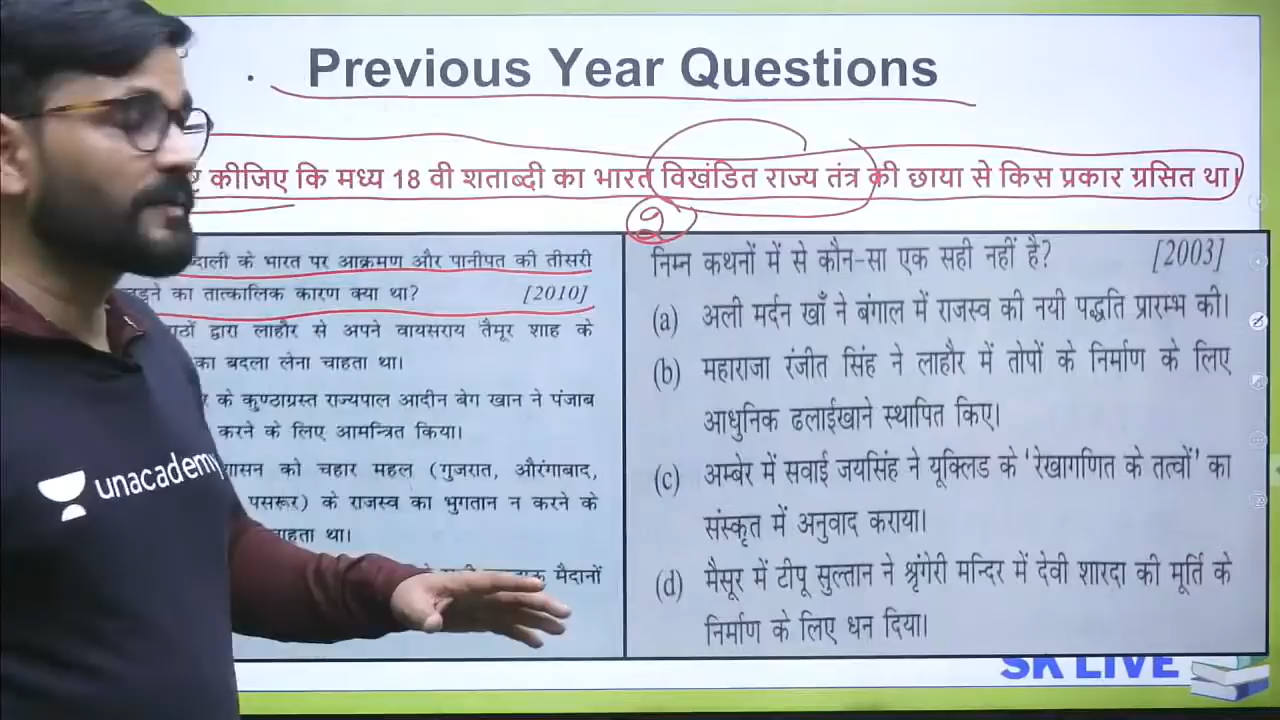 Previous Year Questions
कीजिए कि मध्य 18 वी शताब्दी का भारत विखंडित राज्य तंत्र की छाया से किस प्रकार ग्रसित था।
2
के भारत पर आक्रमण और पानीपत की तीसरी
का तात्कालिक कारण क्या था? [2010]
द्वारा लाहौर से अपने वायसराय तैमूर शाह के
का बदला लेना चाहता था।
के कुण्ठाग्रस्त राज्यपाल आदीन बेग खान ने पंजाब
करने के लिए आमन्त्रित किया।
को चहार महल (गुजरात, औरंगाबाद,
पसरूर) के राजस्व का भुगतान न करने के
था।
मैदानों
निम्न कथनों में से कौन-सा एक सही नहीं है? [2003]
(a) अली मर्दन खाँ ने बंगाल में राजस्व की नयी पद्धति प्रारम्भ की।
(b) महाराजा रंजीत सिंह ने लाहौर में तोपों के निर्माण के लिए
आधुनिक ढलाईखाने स्थापित किए।
(c) अम्बेर में सवाई जयसिंह ने यूक्लिड के 'रेखागणित के तत्वों' का
संस्कृत में अनुवाद कराया।
(d) मैसूर में टीपू सुल्तान ने श्रृंगेरी मन्दिर में देवी शारदा की मूर्ति के
निर्माण के लिए धन दिया।
unacademy
SK LIVE